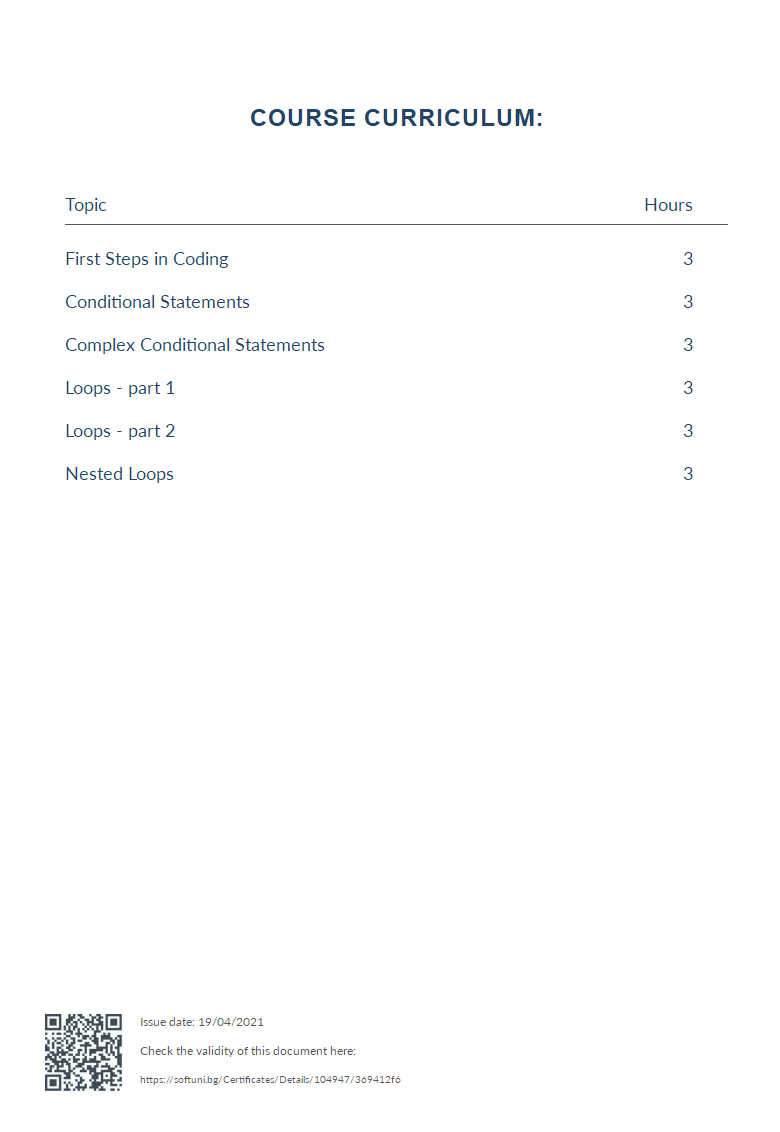 COURSE CURRICULUM:
Topic Hours
First Steps in Coding 3
Conditional Statements 3
Complex Conditional Statements 3
Loops - part 1 3
Loops - part 2 3
Nested Loops 3
Issue date: 19/04/2021
Check the validity of this document here:
https://softuni.bg/Certificates/Details/104947/369412f6